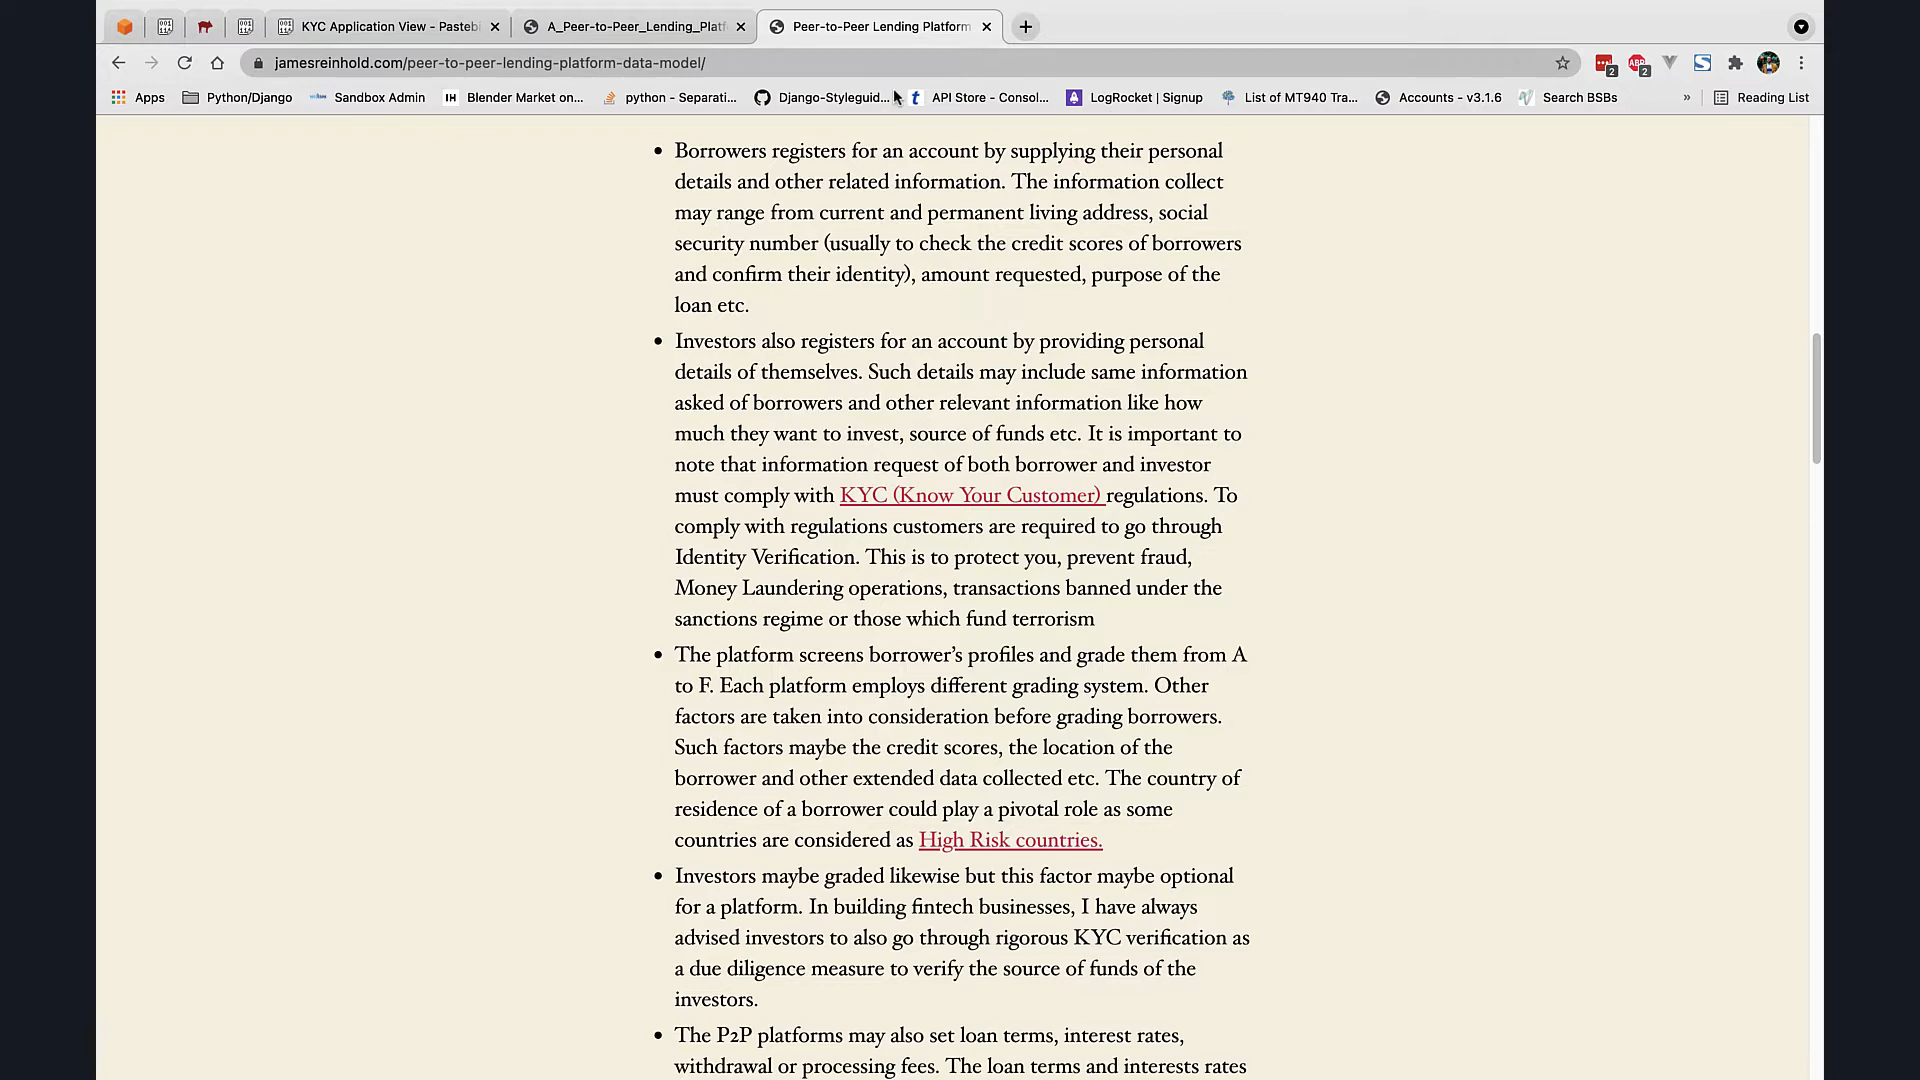 KYC Application View - Pastebi
A_Peer-to-Peer_Lending_Platf
Peer-to-Peer Lending Platform
jamesreinhold.com/peer-to-peer-lending-platform-data-model/
2
ABP
2
Apps
Python/Django
Sandbox Admin
IH Blender Market on...
python - Separati...
Django-Styleguid...
t API Store - Consol...
LogRocket | Signup
List of MT940 Tra...
Accounts - v3.1.6
Search BSBs
»
Reading List
• Borrowers registers for an account by supplying their personal
details and other related information. The information collect
may range from current and permanent living address, social
security number (usually to check the credit scores of borrowers
and confirm their identity), amount requested, purpose of the
loan etc.
• Investors also registers for an account by providing personal
details of themselves. Such details may include same information
asked of borrowers and other relevant information like how
much they want to invest, source of funds etc. It is important to
note that information request of both borrower and investor
must comply with KYC (Know Your Customer) regulations. To
comply with regulations customers are required to go through
Identity Verification. This is to protect you, prevent fraud,
Money Laundering operations, transactions banned under the
sanctions regime or those which fund terrorism
• The platform screens borrower's profiles and grade them from A
to F. Each platform employs different grading system. Other
factors are taken into consideration before grading borrowers.
Such factors maybe the credit scores, the location of the
borrower and other extended data collected etc. The country of
residence of a borrower could play a pivotal role as some
countries are considered as High Risk countries.
• Investors maybe graded likewise but this factor maybe optional
for a platform. In building fintech businesses, I have always
advised investors to also go through rigorous KYC verification as
a due diligence measure to verify the source of funds of the
investors.
• The P2P platforms may also set loan terms, interest rates,
withdrawal or processing fees. The loan terms and interests rates